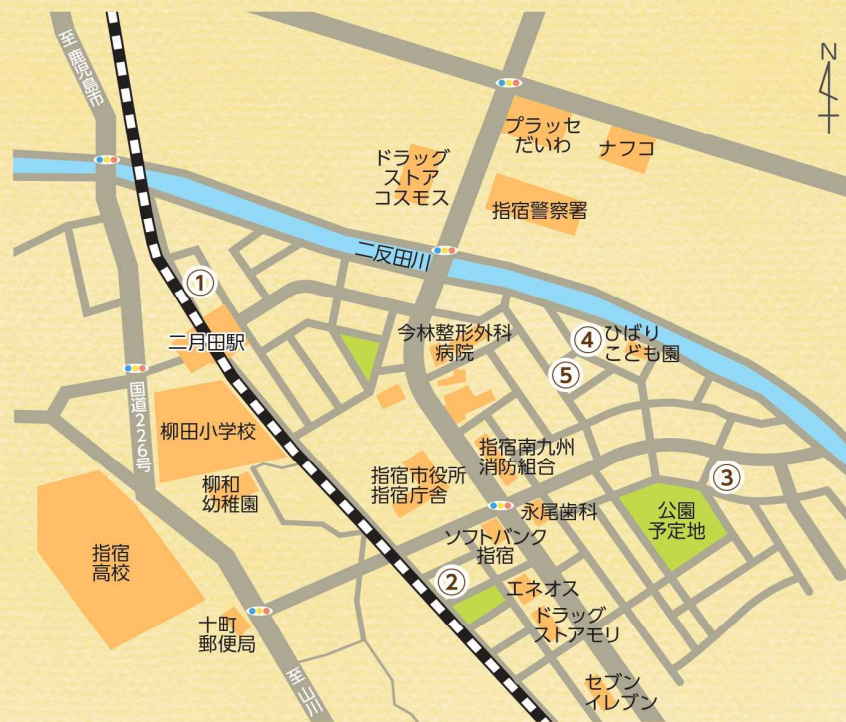 至鹿児島市
N
プラッセ
だいわ
ナフコ
ドラッグ
ストア
コスモス
指宿警察署
二反田川
①
二月田駅
今林整形外科
病院
④
ひばり
こども園
⑤
国道226号
柳田小学校
柳和
幼稚園
指宿市役所
指宿庁舎
指宿南九州
消防組合
③
永尾歯科
公園
予定地
ソフトバンク
指宿
指宿
高校
②
エネオス
ドラッグ
ストアモリ
十町
郵便局
至山川
セブン
イレブン